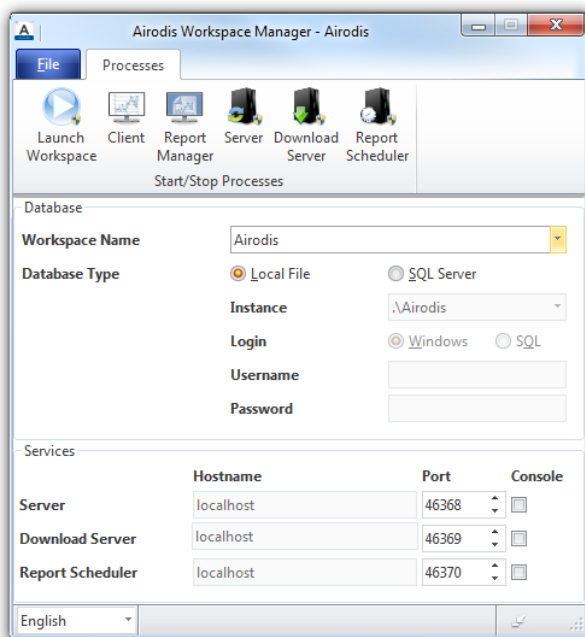 A Airodis Workspace Manager - Airodis
File Processes
Launch Workspace
Client
Report Manager
Server
Download Server
Report Scheduler
Start/Stop Processes
Database
Workspace Name Airodis
Database Type Local File SQL Server
Instance .\Airodis
Login Windows SQL
Username
Password
Services
Hostname Port Console
Server localhost 46368
Download Server localhost 46369
Report Scheduler localhost 46370
English